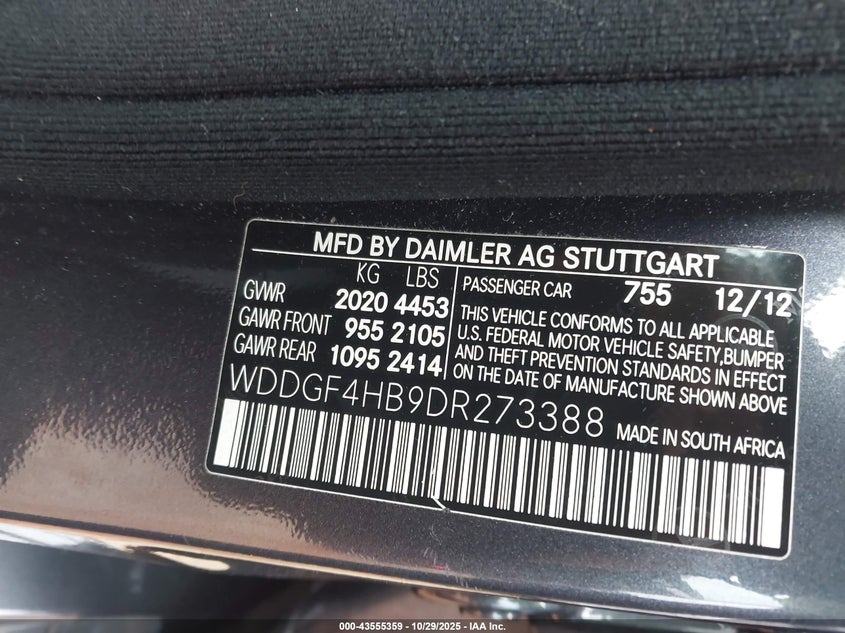 MFD BY DAIMLER AG STUTTGART
KG LBS
GVWR 2020 4453
GAWR FRONT 955 2105
GAWR REAR 1095 2414
PASSENGER CAR 755 12/12
THIS VEHICLE CONFORMS TO ALL APPLICABLE
U.S. FEDERAL MOTOR VEHICLE SAFETY,BUMPER
AND THEFT PREVENTION STANDARDS IN EFFECT
ON THE DATE OF MANUFACTURE SHOWN ABOVE
WDDGF4HB9DR273388 MADE IN SOUTH AFRICA
000-43555359 - 10/29/2025 - IAA Inc.